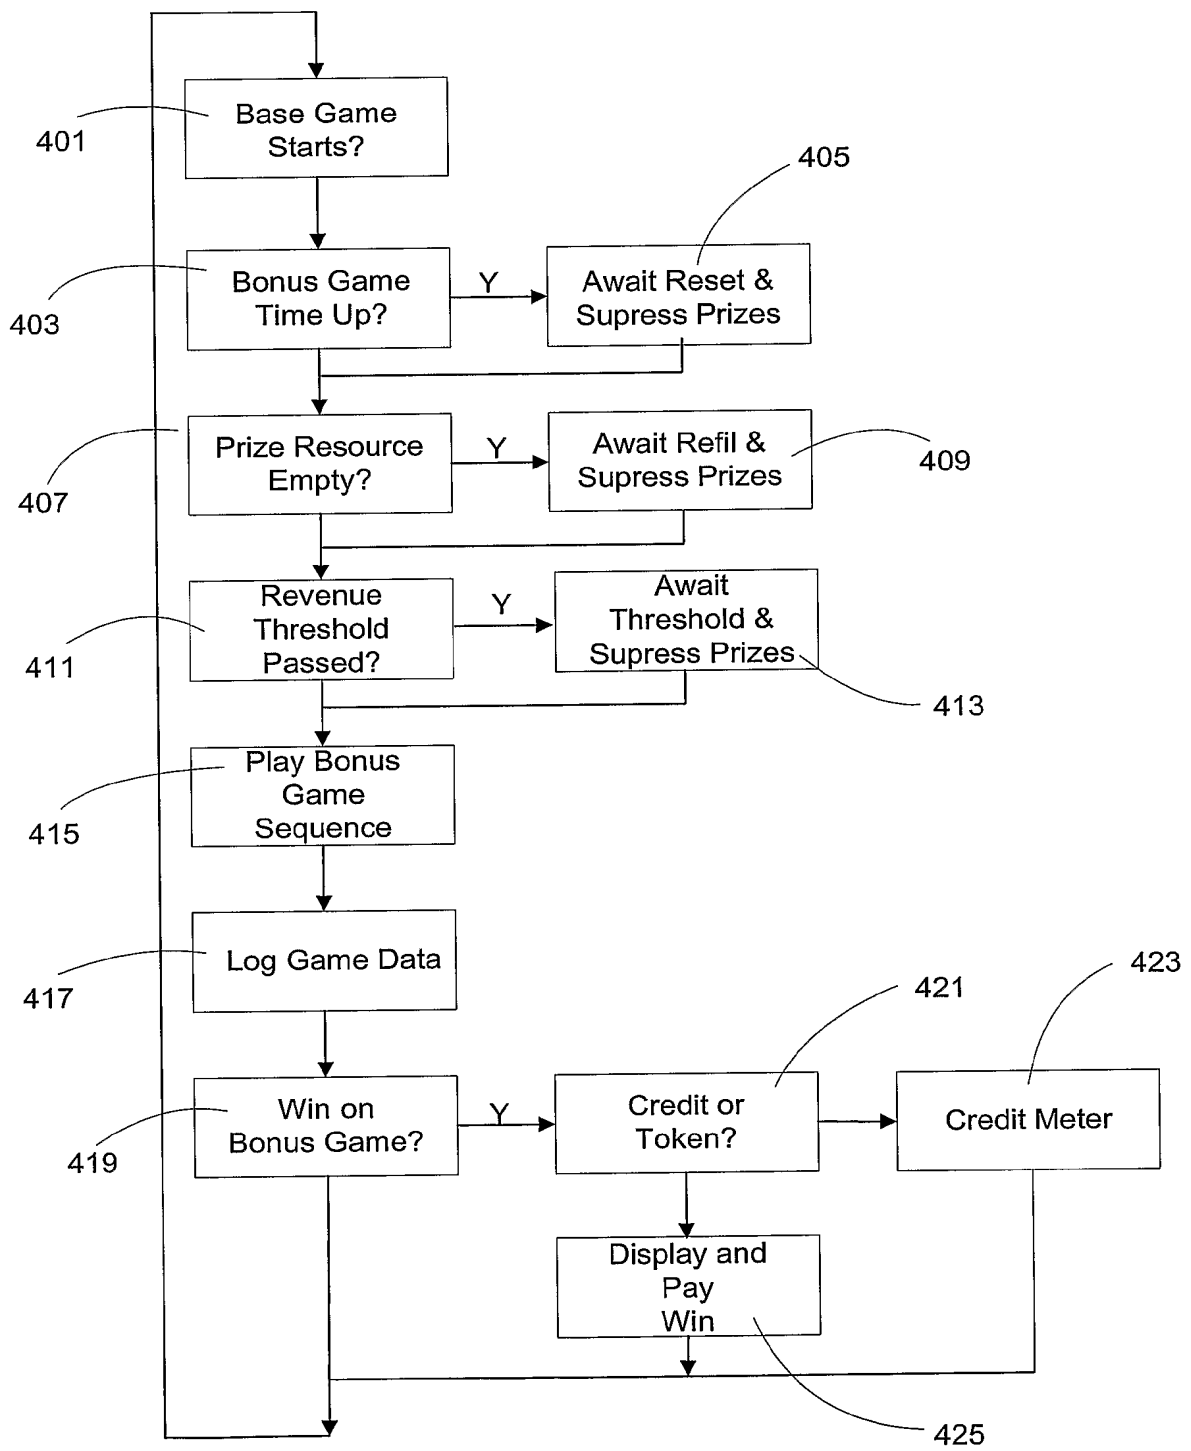 Base Game
Starts?
401
405
Bonus Game
Time Up?
Y
Await Reset &
Supress Prizes
403
Prize Resource
Empty?
Y
Await Refil &
Supress Prizes
407
409
Revenue
Threshold
Passed?
Y
Await
Threshold &
Supress Prizes
411
413
Play Bonus
Game
Sequence
415
Log Game Data
417
421
423
Win on
Bonus Game?
Y
Credit or
Token?
Credit Meter
419
Display and
Pay
Win
425